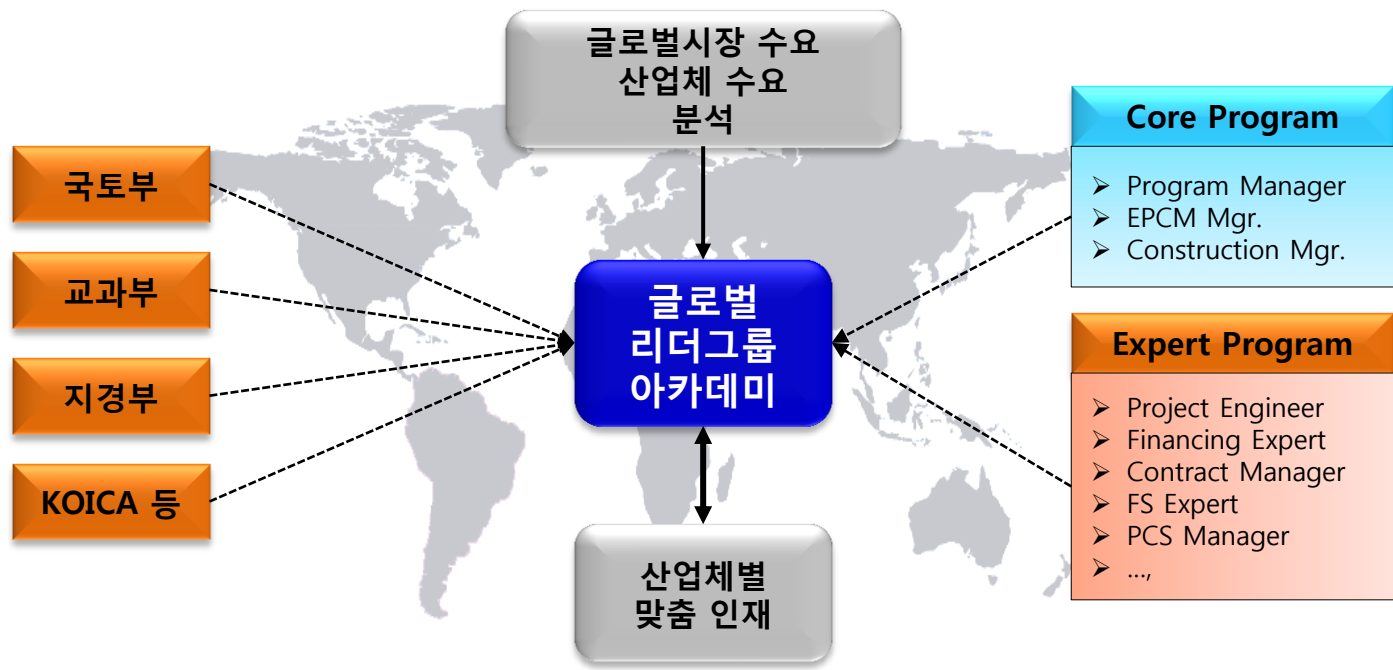 글로벌시장 수요
산업체 수요
분석
국토부
교과부
지경부
KOICA 등
글로벌
리더그룹
아카데미
산업체별
맞춤 인재
Core Program
➢ Program Manager
➢ EPCM Mgr.
➢ Construction Mgr.
Expert Program
➢ Project Engineer
➢ Financing Expert
➢ Contract Manager
➢ FS Expert
➢ PCS Manager
➢ ...,